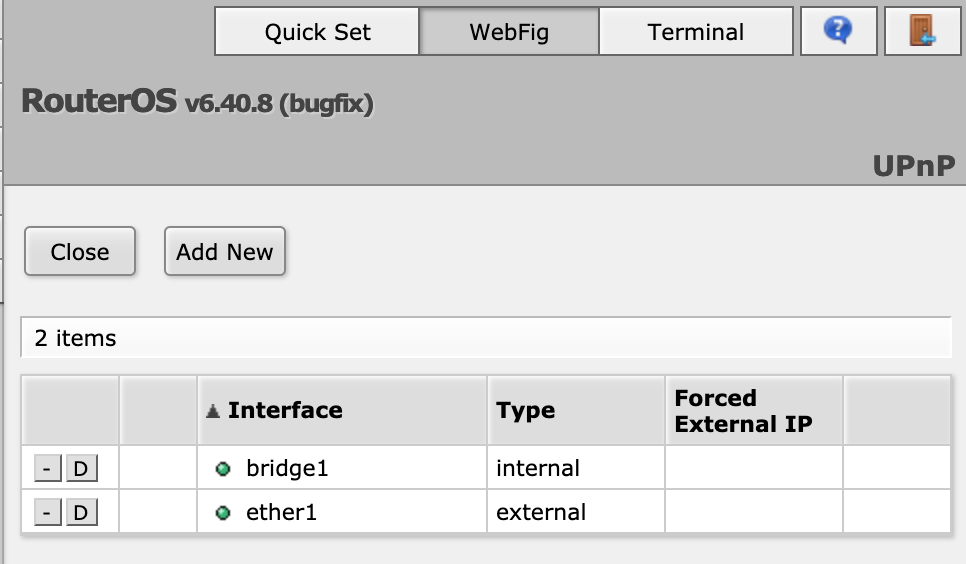 Quick Set WebFig Terminal
RouterOS v6.40.8 (bugfix)
UPnP
Close Add New
2 items
Interface Type Forced External IP
- D bridge1 internal
- D ether1 external